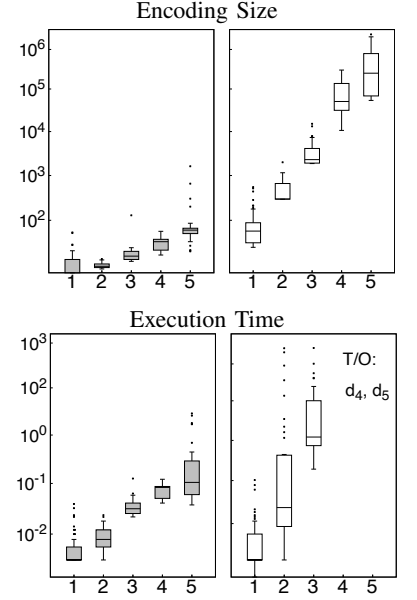 Encoding Size
10^6
10^5
10^4
10^3
10^2
1 2 3 4 5 1 2 3 4 5
Execution Time
10^3
10^2
10^0
10^-1
10^-2
T/O:
d_4, d_5
1 2 3 4 5 1 2 3 4 5